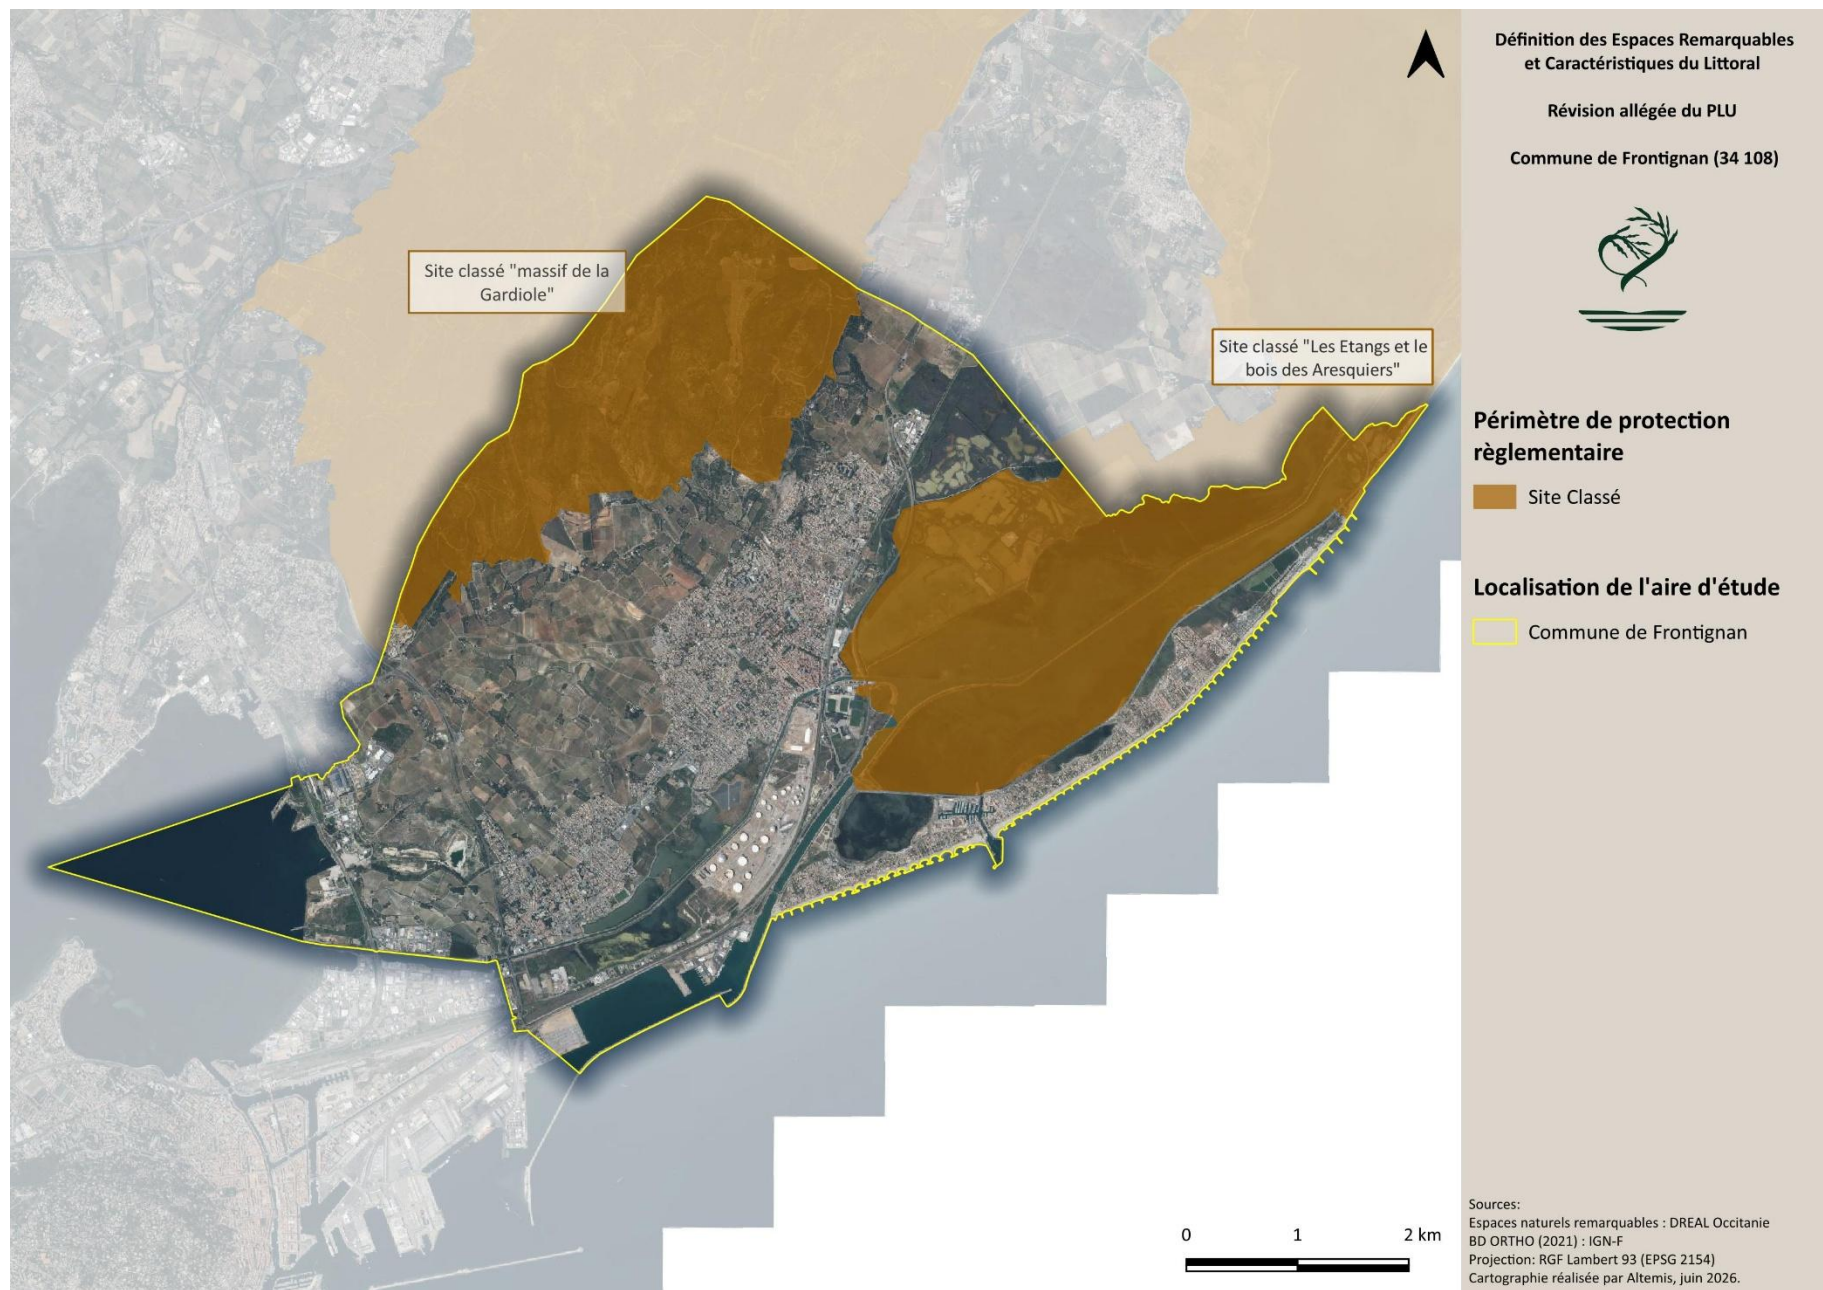 Définition des Espaces Remarquables
et Caractéristiques du Littoral
Révision allégée du PLU
Commune de Frontignan (34 108)
Site classé "massif de la
Gardiole"
Site classé "Les Etangs et le
bois des Aresquiers"
Périmètre de protection
règlementaire
Site Classé
Localisation de l'aire d'étude
Commune de Frontignan
0 1 2 km
Sources:
Espaces naturels remarquables : DREAL Occitanie
BD ORTHO (2021) : IGN-F
Projection: RGF Lambert 93 (EPSG 2154)
Cartographie réalisée par Altemis, juin 2026.